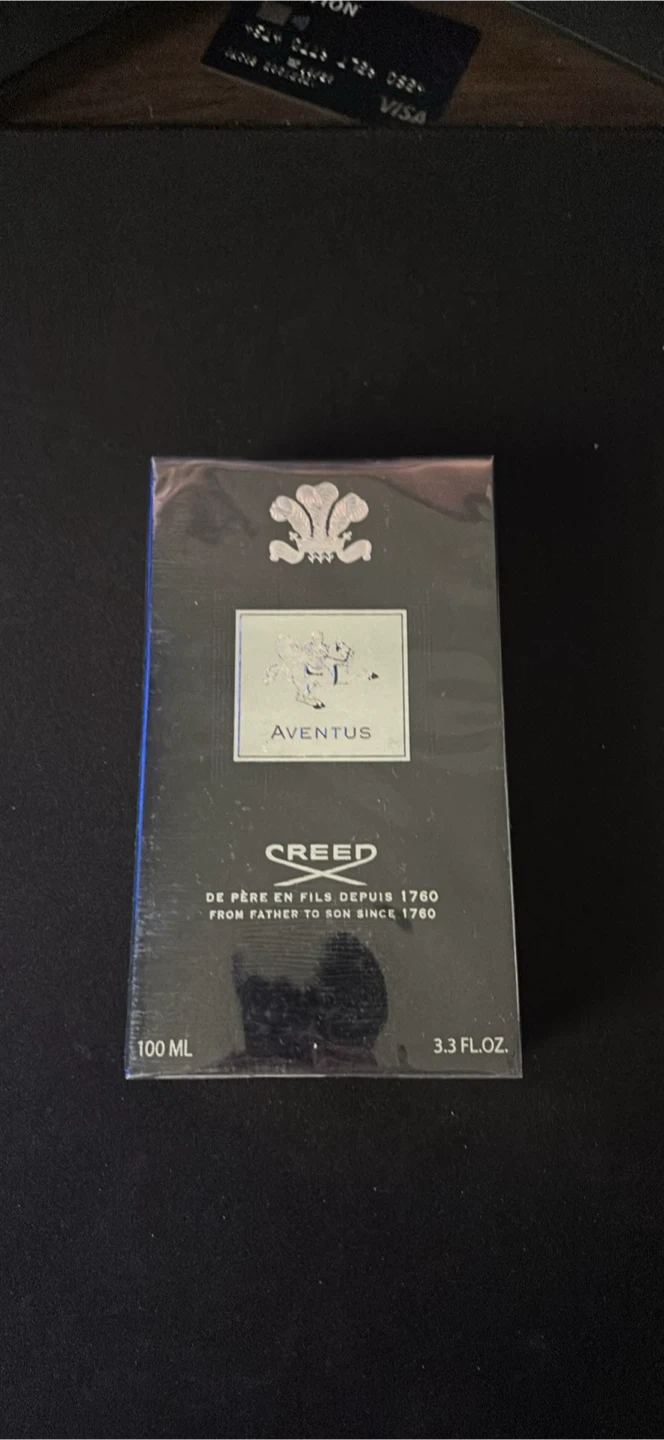 VISA
AVENTUS
CREED
DE PÈRE EN FILS DEPUIS 1760
FROM FATHER TO SON SINCE 1760
100 ML
3.3 FL.OZ.